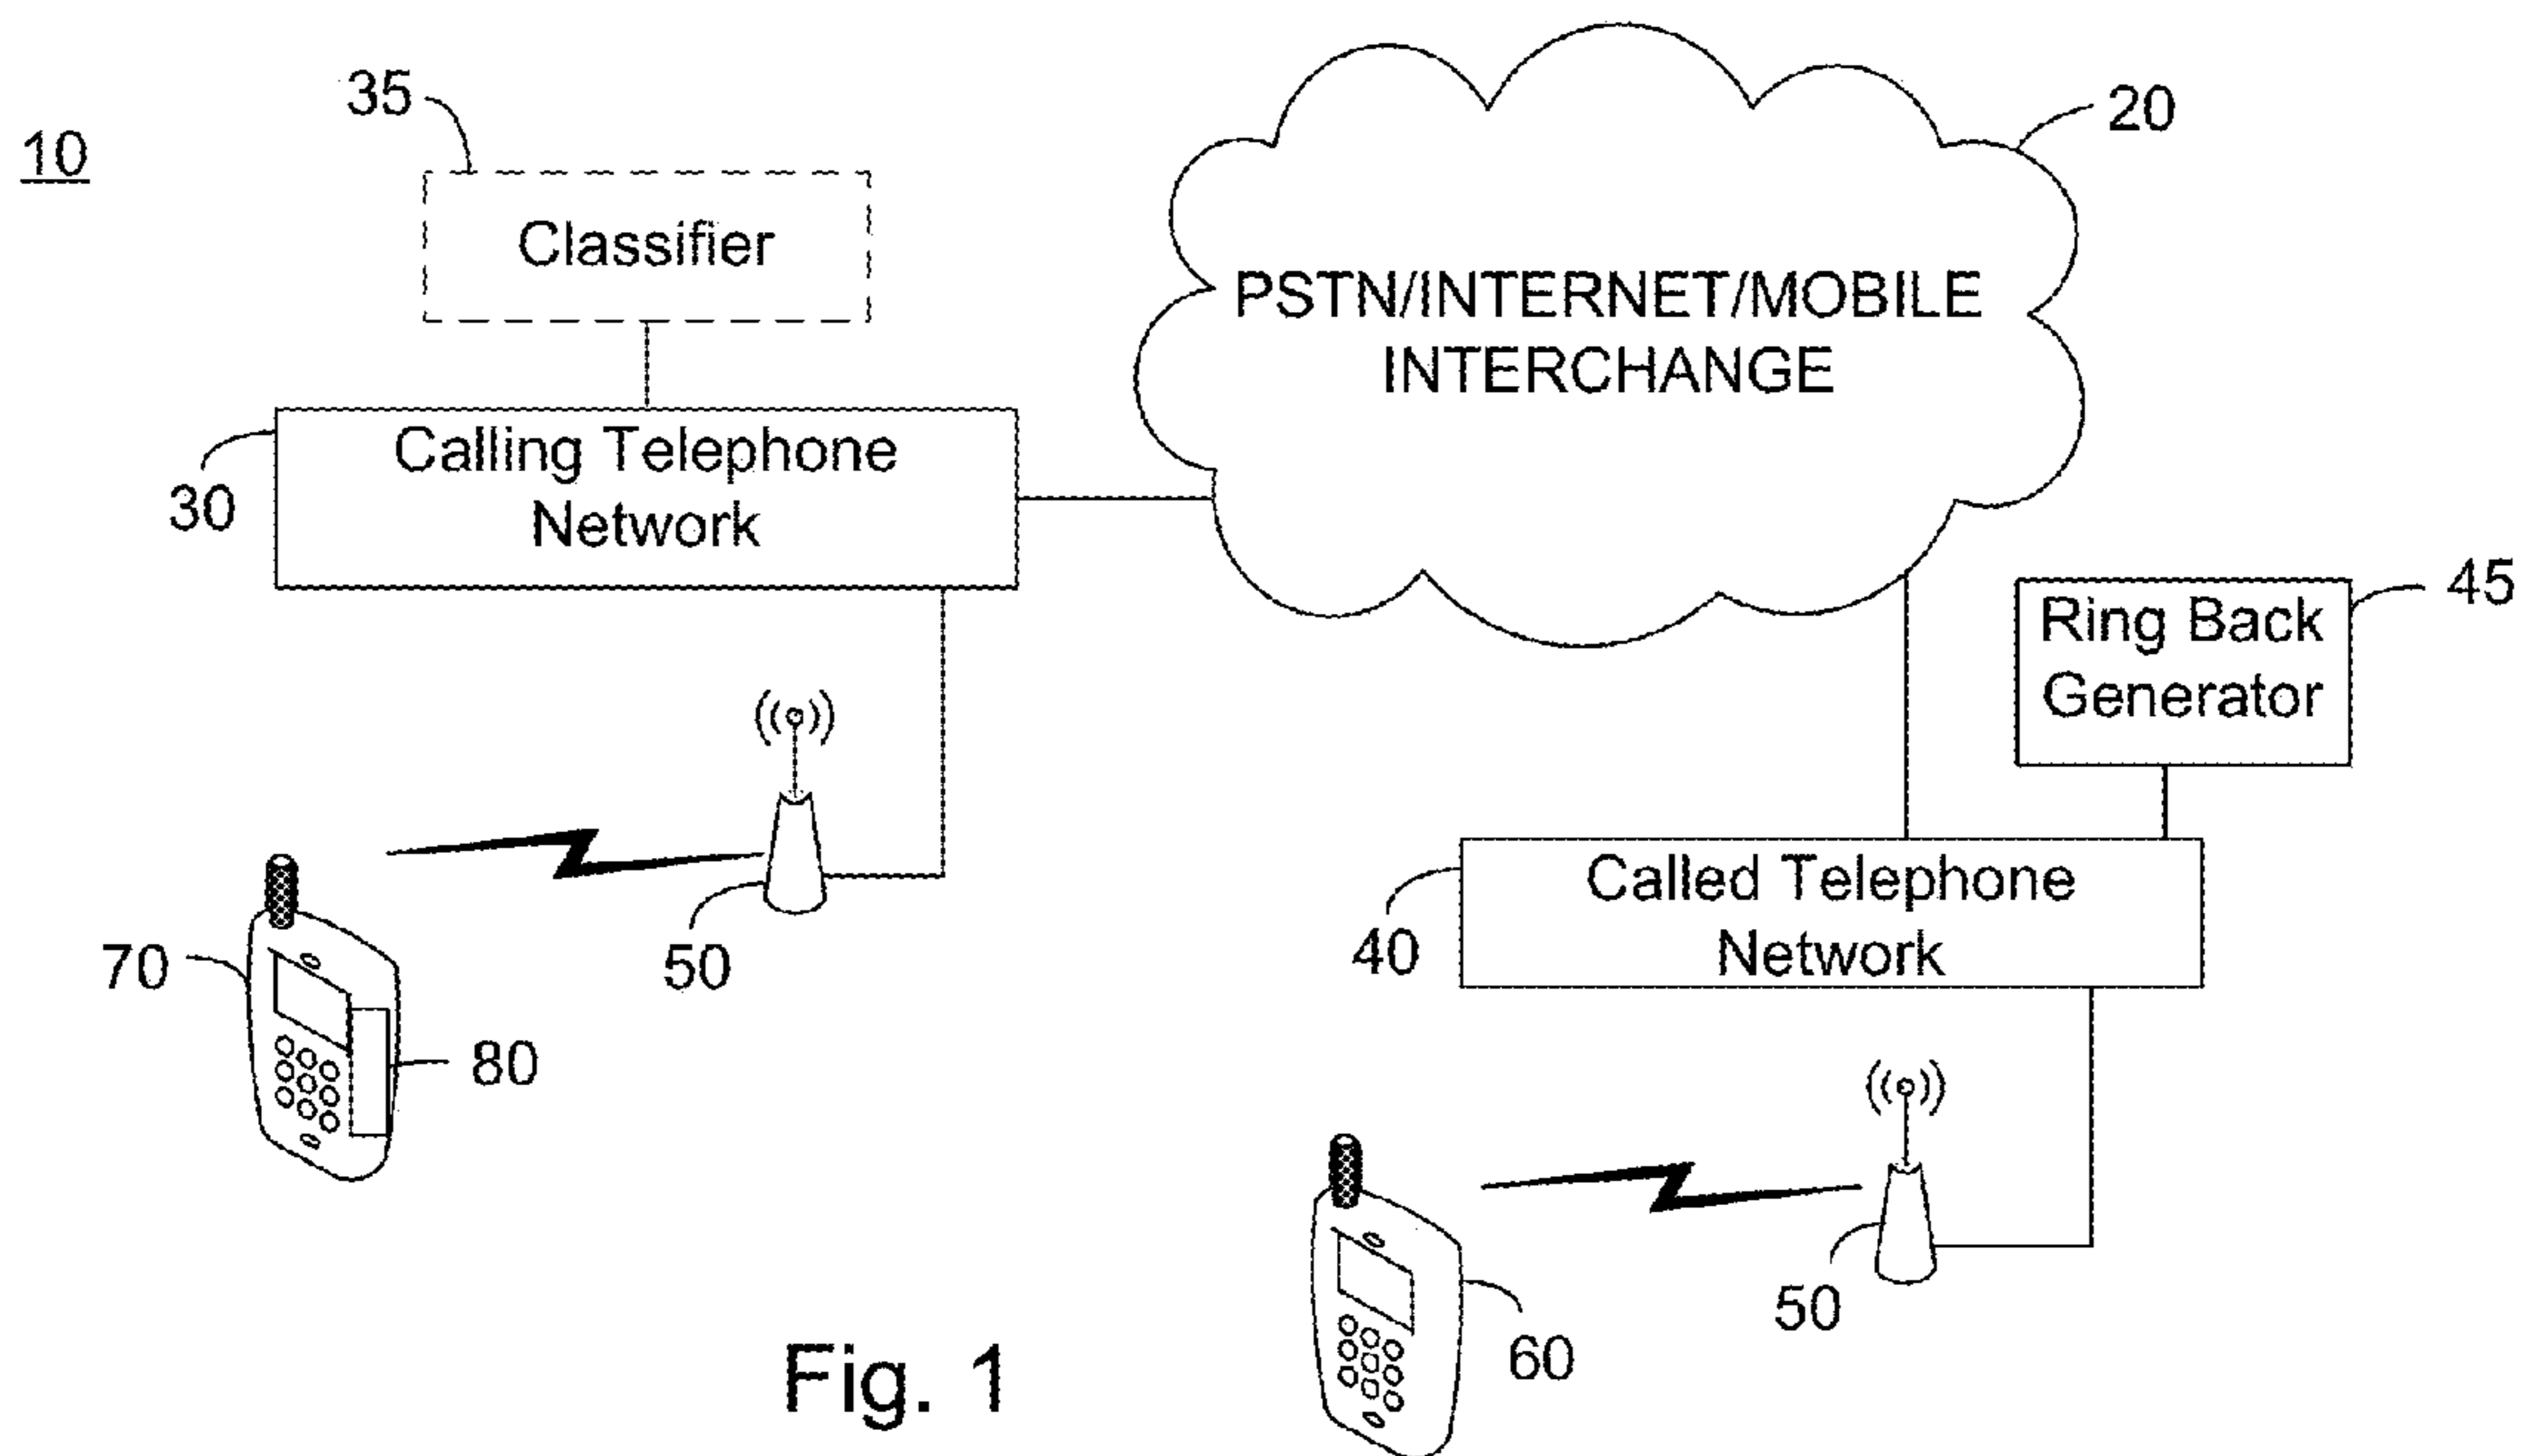 10
35
Classifier
20
PSTN/INTERNET/MOBILE
INTERCHANGE
30
Calling Telephone
Network
45
Ring Back
Generator
50
70
80
40
Called Telephone
Network
50
60
Fig. 1